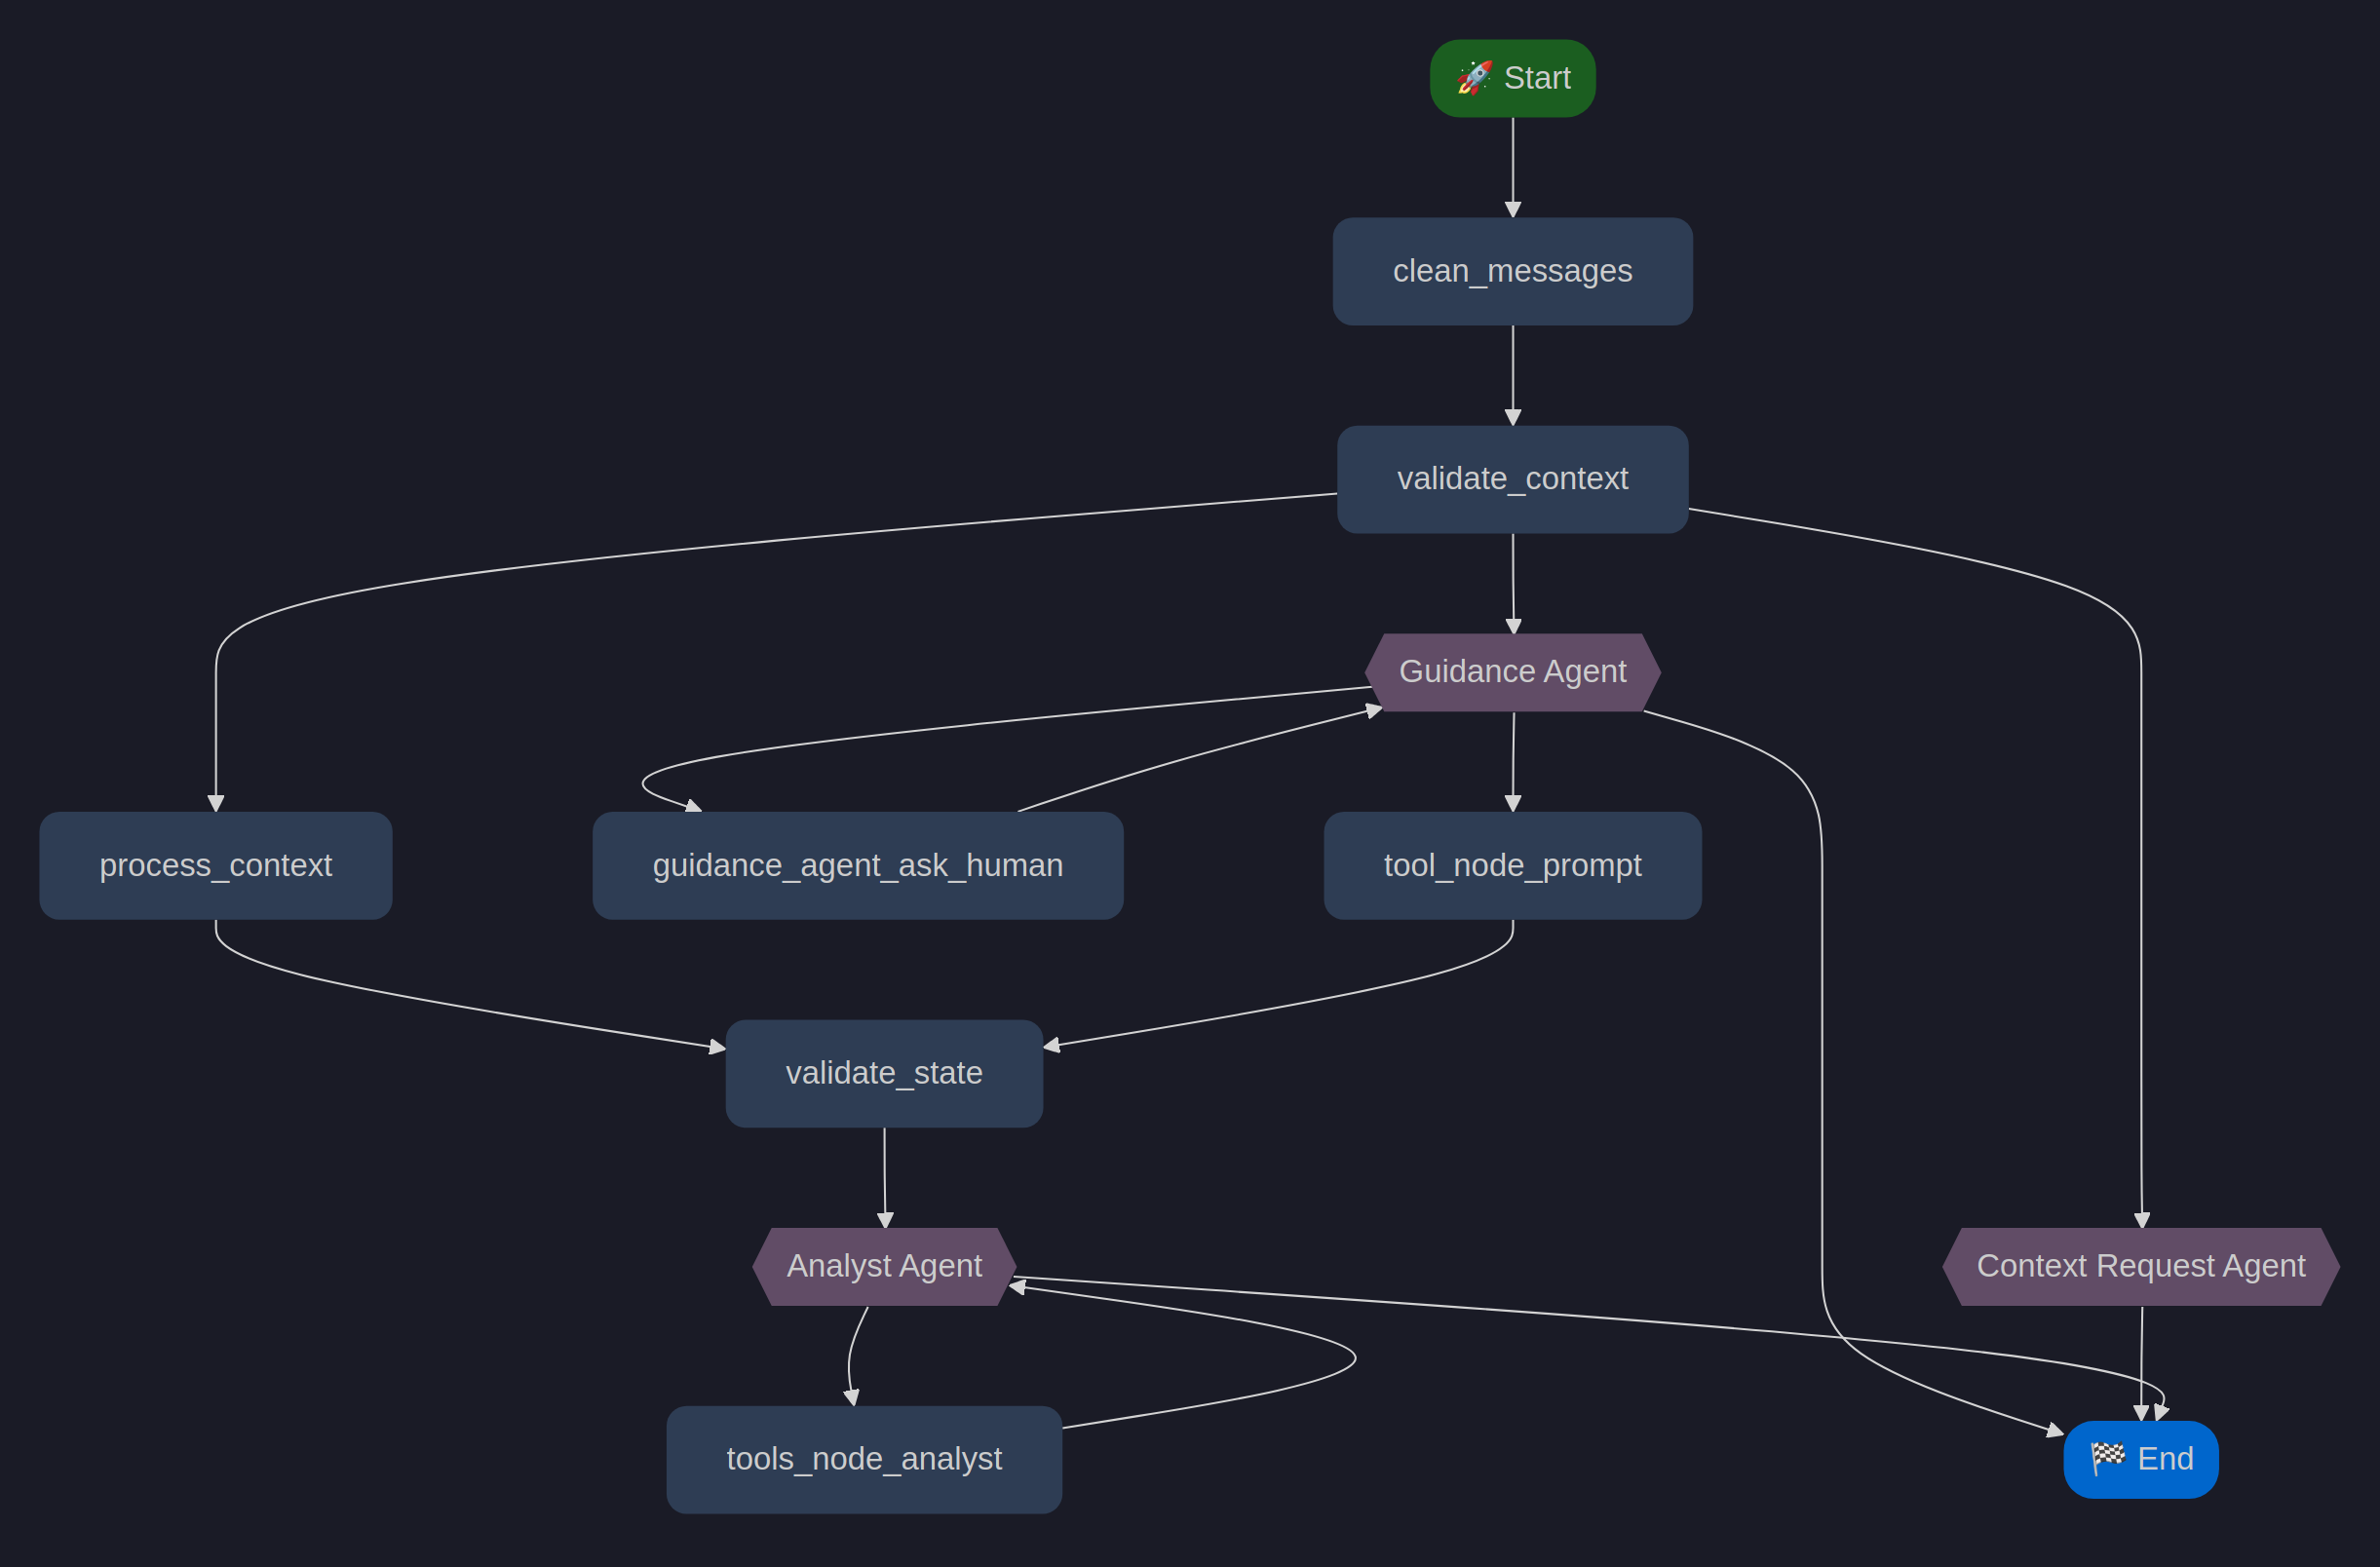 🚀 Start
clean_messages
validate_context
Guidance Agent
process_context
guidance_agent_ask_human
tool_node_prompt
validate_state
Analyst Agent
Context Request Agent
tools_node_analyst
🏁 End